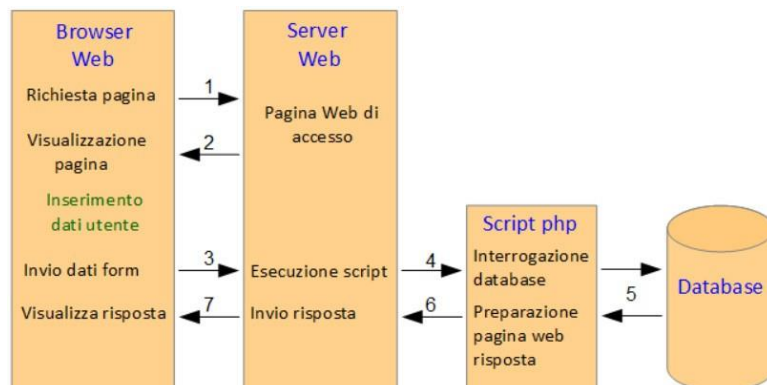 Browser
Web
Server
Web
Richiesta pagina
1
Pagina Web di
accesso
Visualizzazione
pagina
2
Inserimento
dati utente
Script php
Database
Invio dati form
3
Esecuzione script
4
Interrogazione
database
5
Visualizza risposta
7
Invio risposta
6
Preparazione
pagina web
risposta